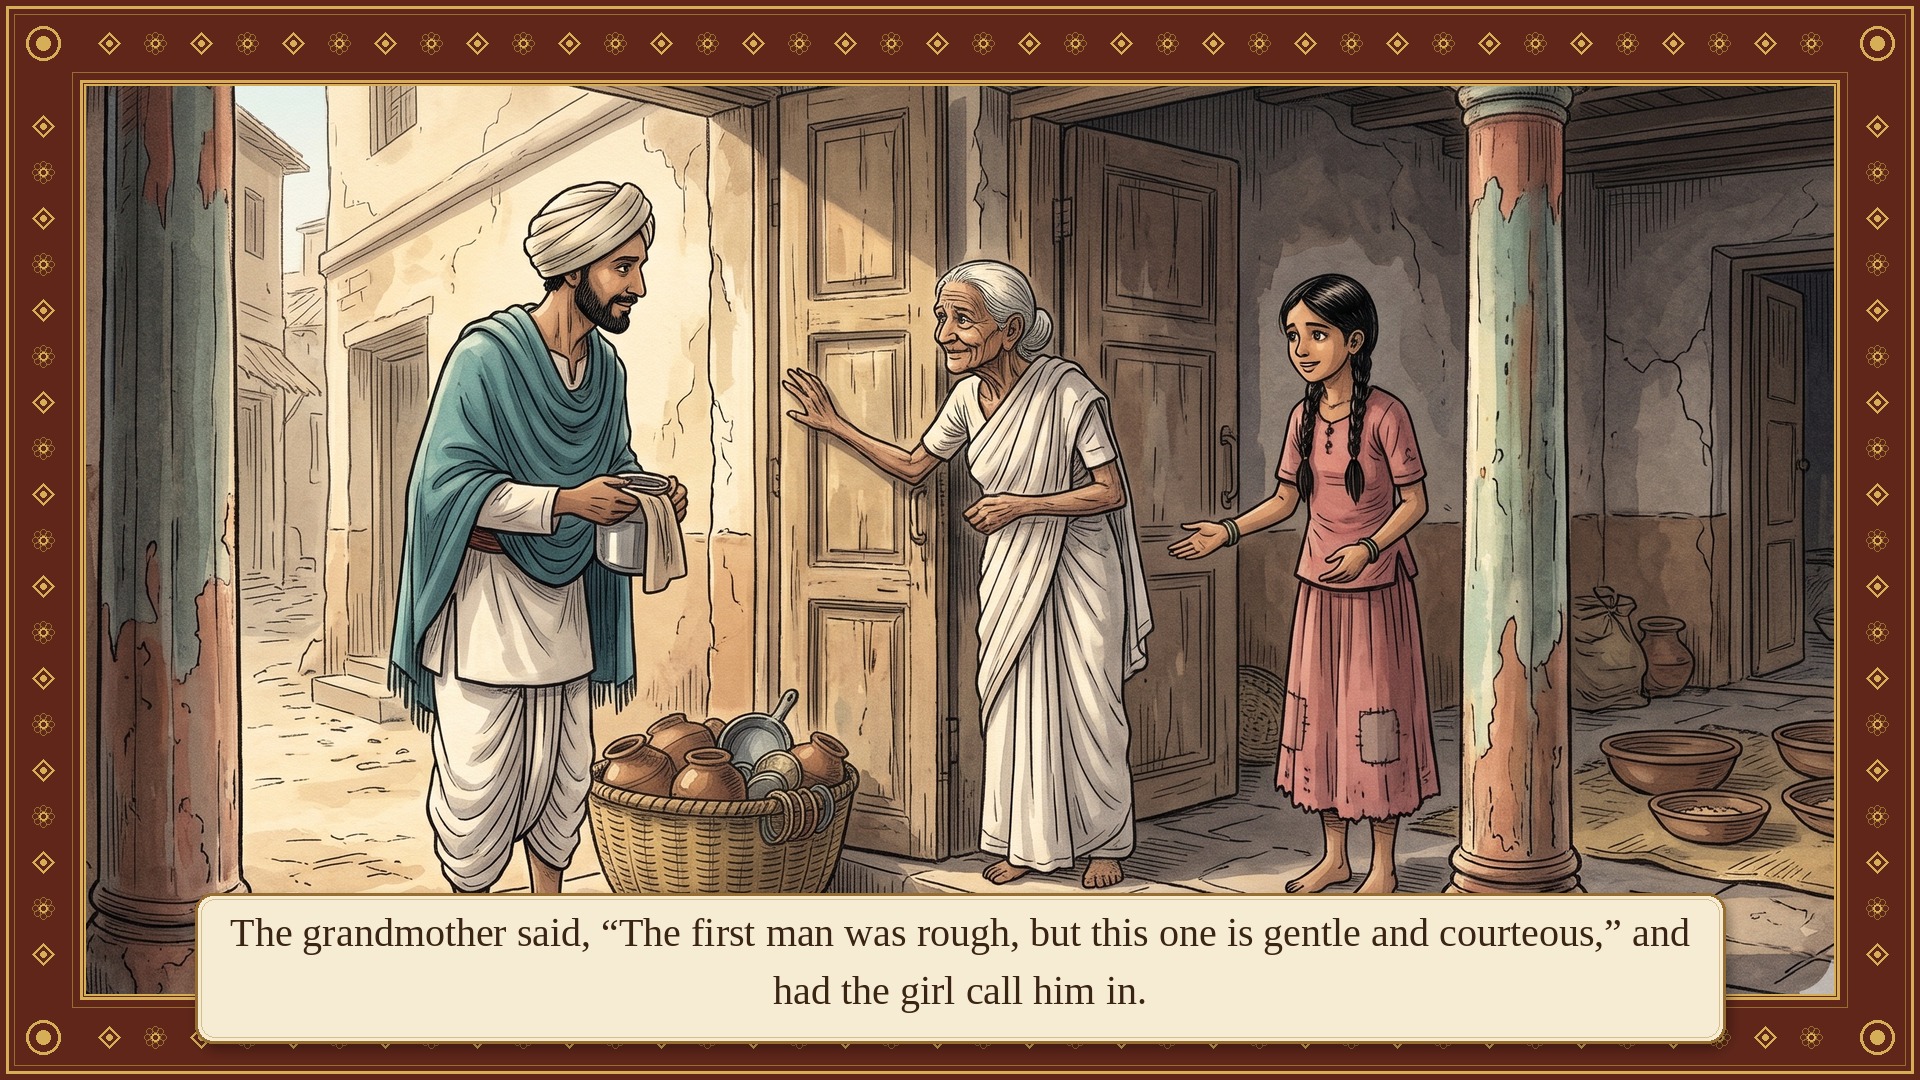 The grandmother said, “The first man was rough, but this one is gentle and courteous,” and
had the girl call him in.